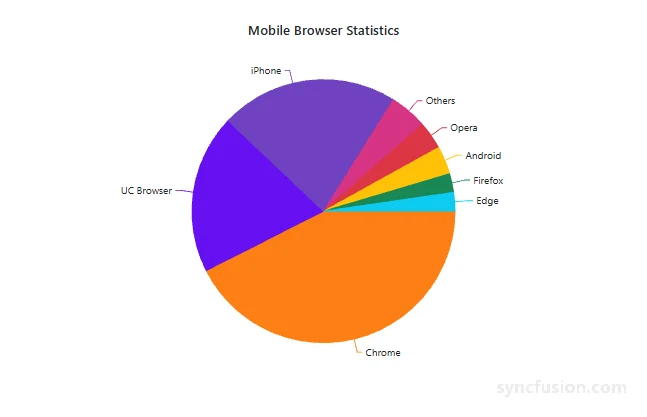 Mobile Browser Statistics
iPhone
Others
Opera
Android
UC Browser
Firefox
Edge
Chrome
syncfusion.com